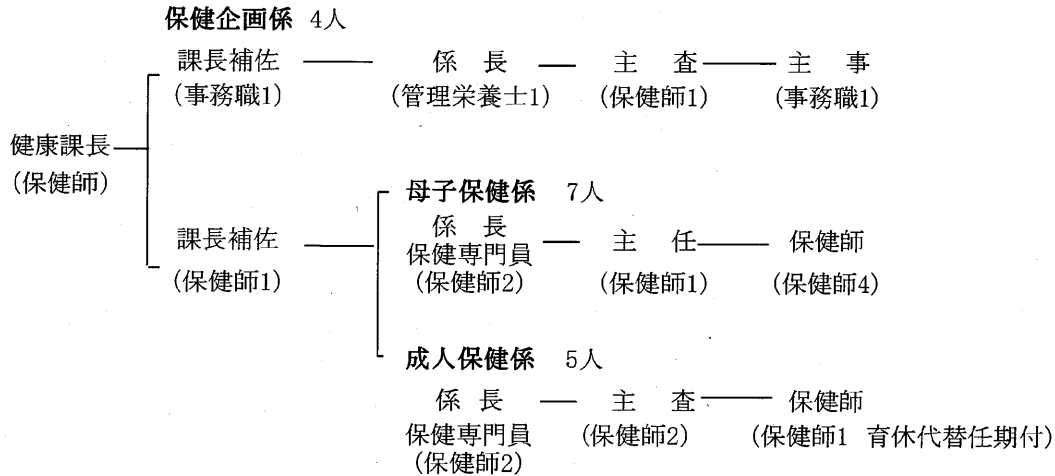 保健企画係 4人
課長補佐 係 長 主 査 主 事
(事務職1) (管理栄養士1) (保健師1) (事務職1)
健康課長
(保健師)
母子保健係 7人
課長補佐 係 長 主 任 保健師
保健専門員
(保健師1) (保健師2) (保健師1) (保健師4)
成人保健係 5人
係 長 主 査 保健師
保健専門員 (保健師2) (保健師1 育休代替任期付)
(保健師2)